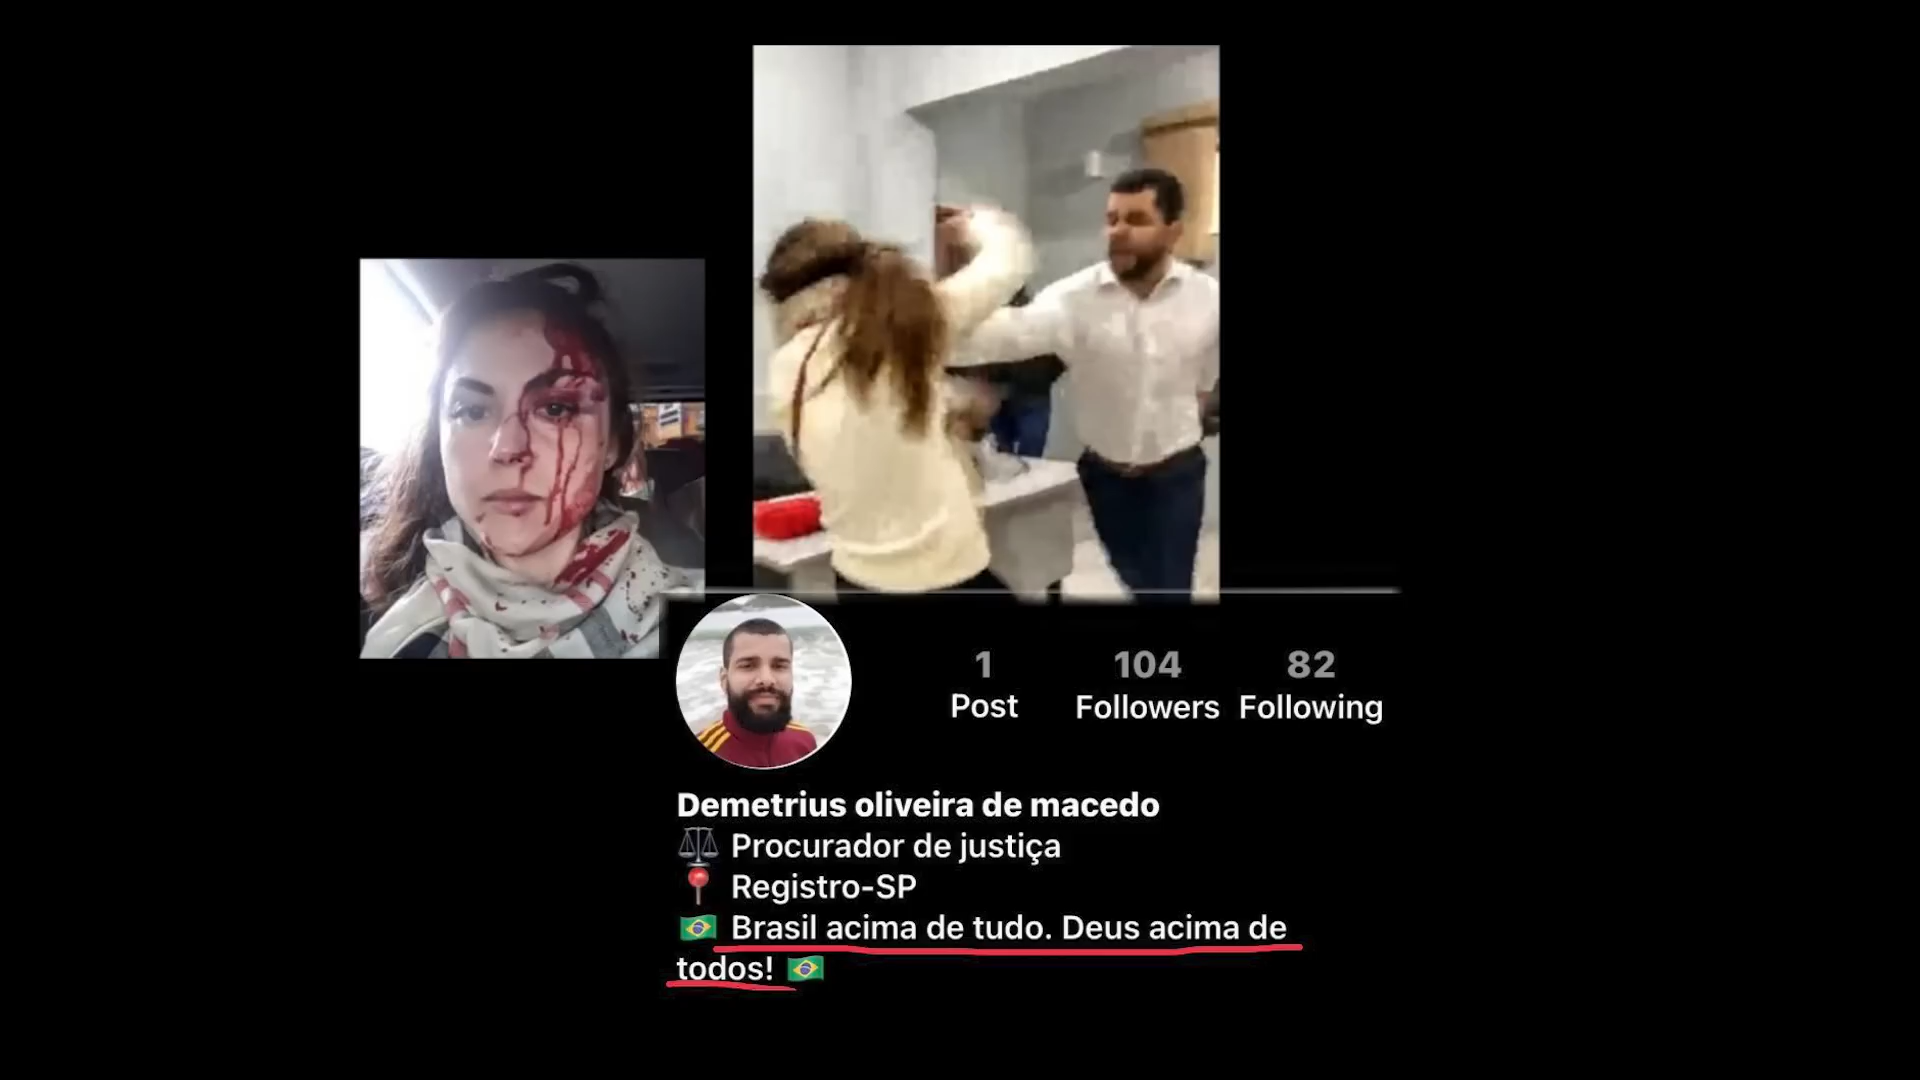 1 104 82
Post Followers Following
Demetrius oliveira de macedo
⚖️ Procurador de justiça
📍 Registro-SP
🇧🇷 Brasil acima de tudo. Deus acima de
todos! 🇧🇷